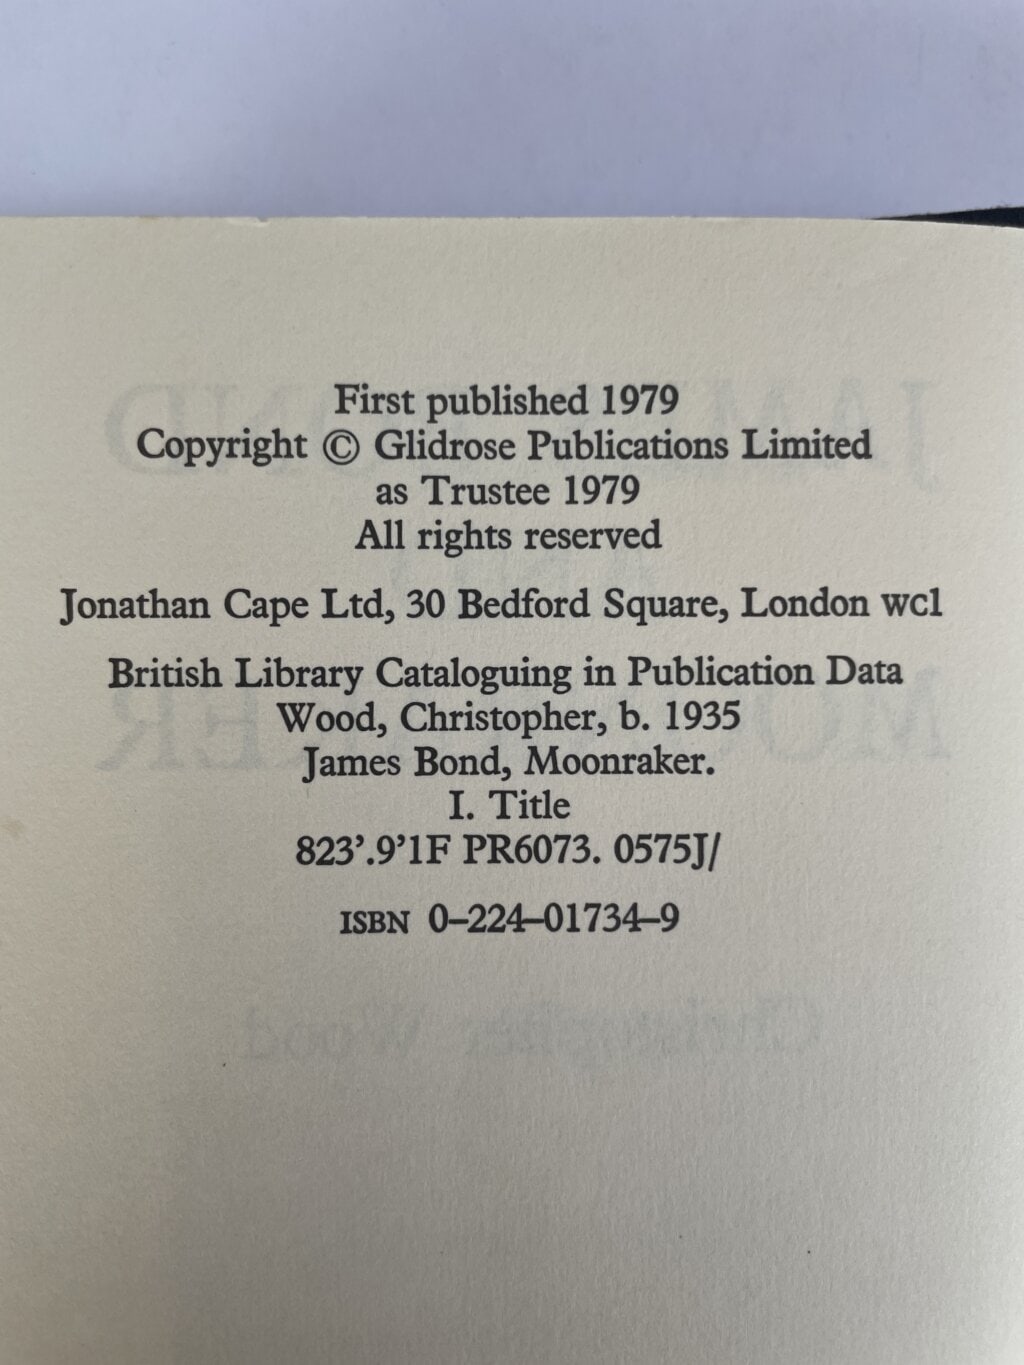 First published 1979
Copyright © Glidrose Publications Limited
as Trustee 1979
All rights reserved
Jonathan Cape Ltd, 30 Bedford Square, London WC1
British Library Cataloguing in Publication Data
Wood, Christopher, b. 1935
James Bond, Moonraker.
I. Title
823'.9'1F PR6073. 0575J/
ISBN 0–224–01734–9
Christopher Wood